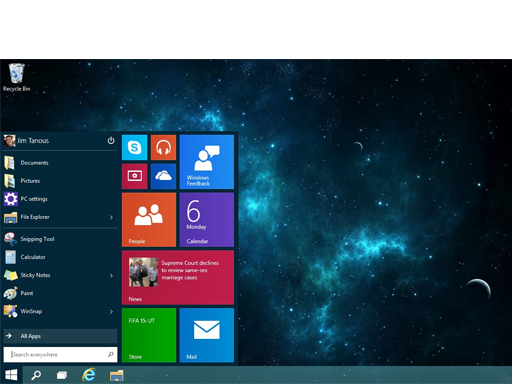 Recycle Bin
Jim Tanous
Documents
Pictures
PC settings
File Explorer
Snipping Tool
Calculator
Sticky Notes
Paint
WinSnap
All Apps
Search everywhere
Windows
Feedback
People
6
Monday
Calendar
Supreme Court declines
to review same-sex
marriage cases
News
FIFA 15: UT
Store
Mail